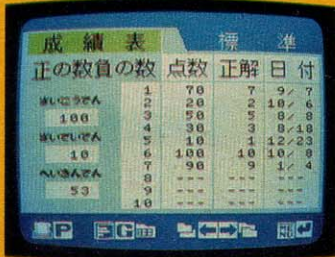 成績表 標準
正の数負の数 点数 正解 日付
1 70 7 9/ 7
さいこうてん 2 20 2 10/ 6
100 3 50 5 8/ 8
4 30 3 8/18
さいていてん 5 10 1 12/23
10 6 100 10 10/ 8
7 90 9 1/ 4
へいきんてん 8 --- -- ---
53 9 --- -- ---
10 --- -- ---
P G